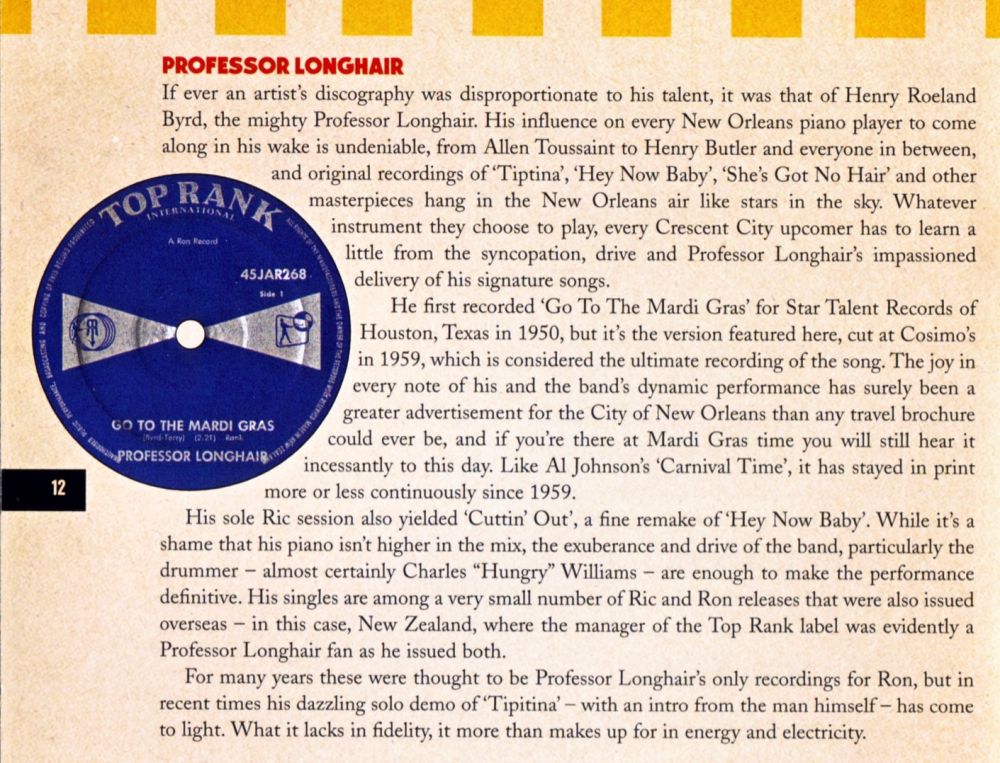 PROFESSOR LONGHAIR
If ever an artist's discography was disproportionate to his talent, it was that of Henry Roeland
Byrd, the mighty Professor Longhair. His influence on every New Orleans piano player to come
along in his wake is undeniable, from Allen Toussaint to Henry Butler and everyone in between,
and original recordings of 'Tiptina', 'Hey Now Baby', 'She's Got No Hair' and other
masterpieces hang in the New Orleans air like stars in the sky. Whatever
instrument they choose to play, every Crescent City upcomer has to learn a
little from the syncopation, drive and Professor Longhair's impassioned
delivery of his signature songs.
He first recorded 'Go To The Mardi Gras' for Star Talent Records of
Houston, Texas in 1950, but it's the version featured here, cut at Cosimo's
in 1959, which is considered the ultimate recording of the song. The joy in
every note of his and the band's dynamic performance has surely been a
greater advertisement for the City of New Orleans than any travel brochure
could ever be, and if you're there at Mardi Gras time you will still hear it
incessantly to this day. Like Al Johnson's 'Carnival Time', it has stayed in print
more or less continuously since 1959.
His sole Ric session also yielded 'Cuttin' Out', a fine remake of 'Hey Now Baby'. While it's a
shame that his piano isn't higher in the mix, the exuberance and drive of the band, particularly the
drummer – almost certainly Charles "Hungry" Williams – are enough to make the performance
definitive. His singles are among a very small number of Ric and Ron releases that were also issued
overseas – in this case, New Zealand, where the manager of the Top Rank label was evidently a
Professor Longhair fan as he issued both.
For many years these were thought to be Professor Longhair's only recordings for Ron, but in
recent times his dazzling solo demo of 'Tipitina' – with an intro from the man himself – has come
to light. What it lacks in fidelity, it more than makes up for in energy and electricity.
TOP RANK
INTERNATIONAL
A Ron Record
45JAR268
Side 1
GO TO THE MARDI GRAS
(Byrd-Terry) (2.21) Rank
PROFESSOR LONGHAIR
12